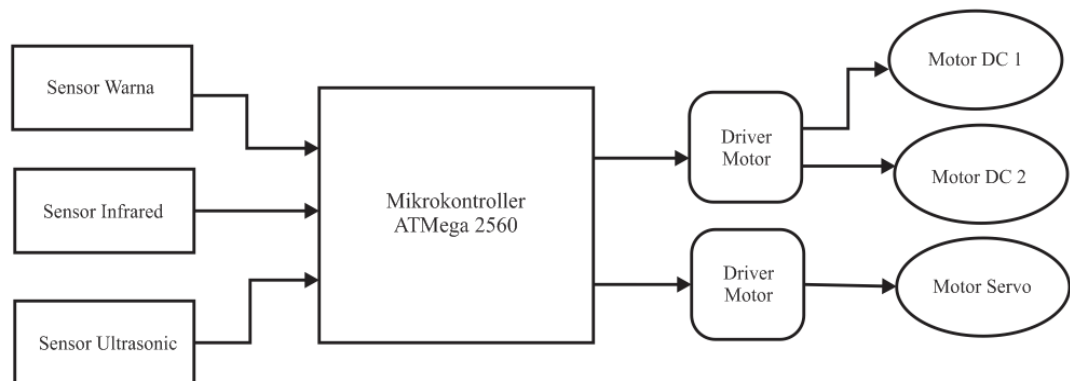 Sensor Warna
Sensor Infrared
Sensor Ultrasonic
Mikrokontroller
ATMega 2560
Driver
Motor
Driver
Motor
Motor DC 1
Motor DC 2
Motor Servo